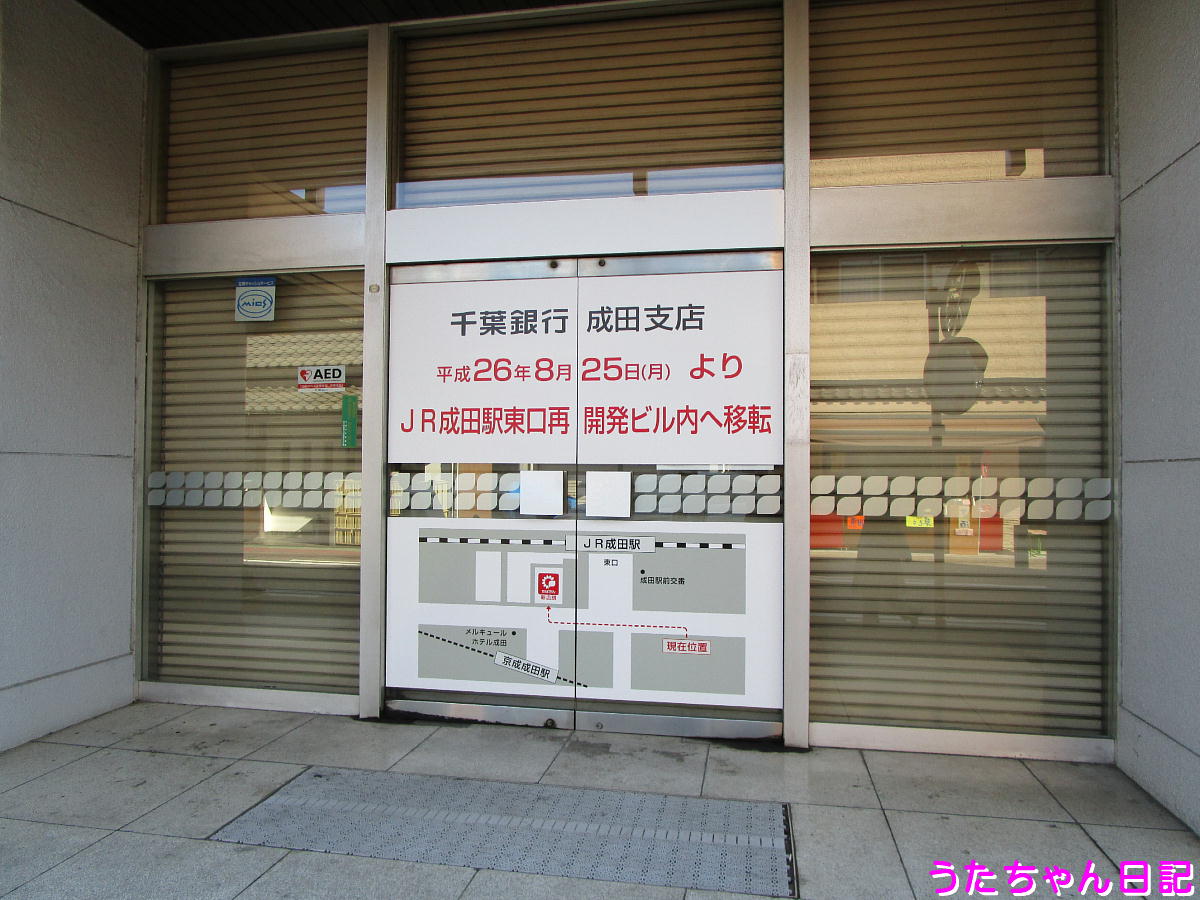 千葉銀行 成田支店
平成26年8月25日(月) より
JR成田駅東口再開発ビル内へ移転
MICS
AED
JR成田駅
東口
成田駅前交番
メルキュール
ホテル成田
京成成田駅
現在位置
うたちゃん日記